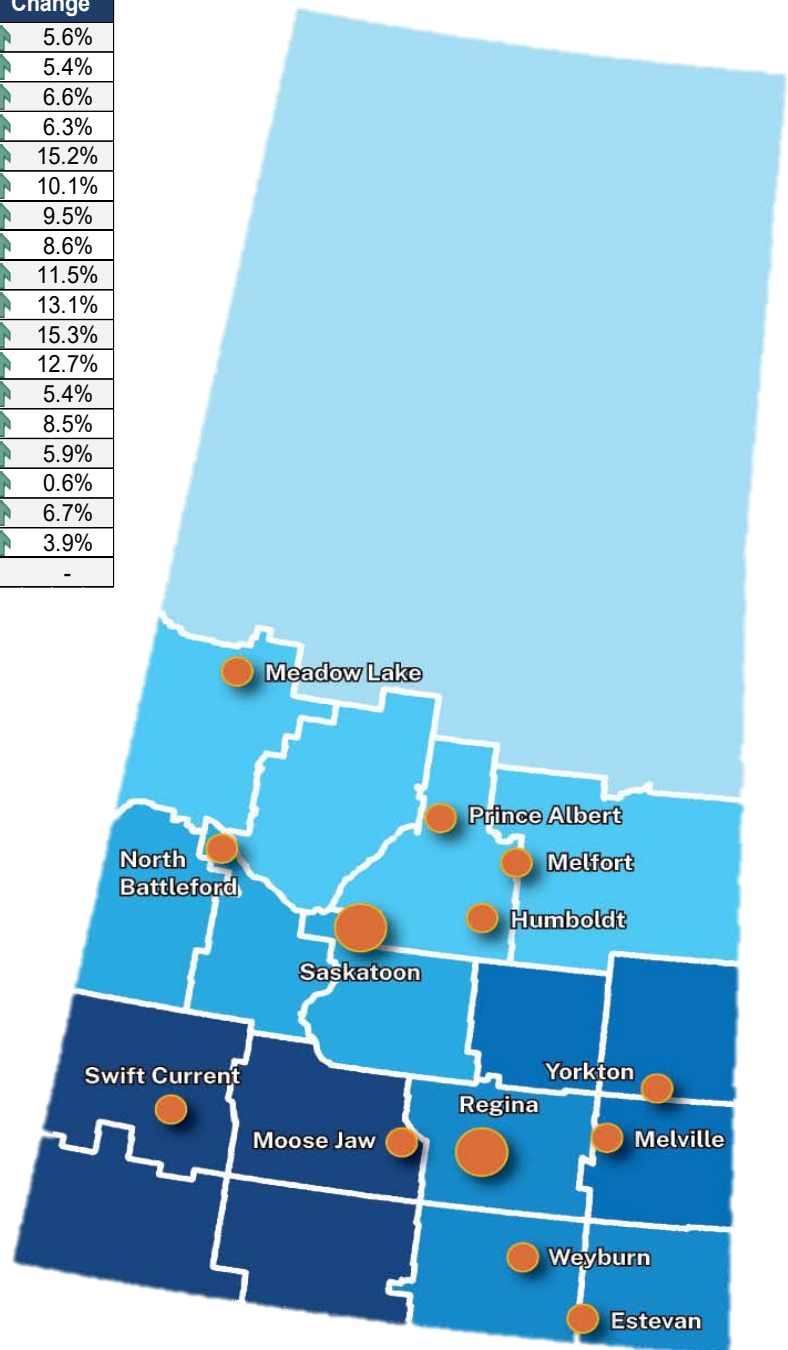 Change
5.6%
5.4%
6.6%
6.3%
15.2%
10.1%
9.5%
8.6%
11.5%
13.1%
15.3%
12.7%
5.4%
8.5%
5.9%
0.6%
6.7%
3.9%
-
Meadow Lake
Prince Albert
North
Battleford
Melfort
Humboldt
Saskatoon
Swift Current
Yorkton
Regina
Moose Jaw
Melville
Weyburn
Estevan